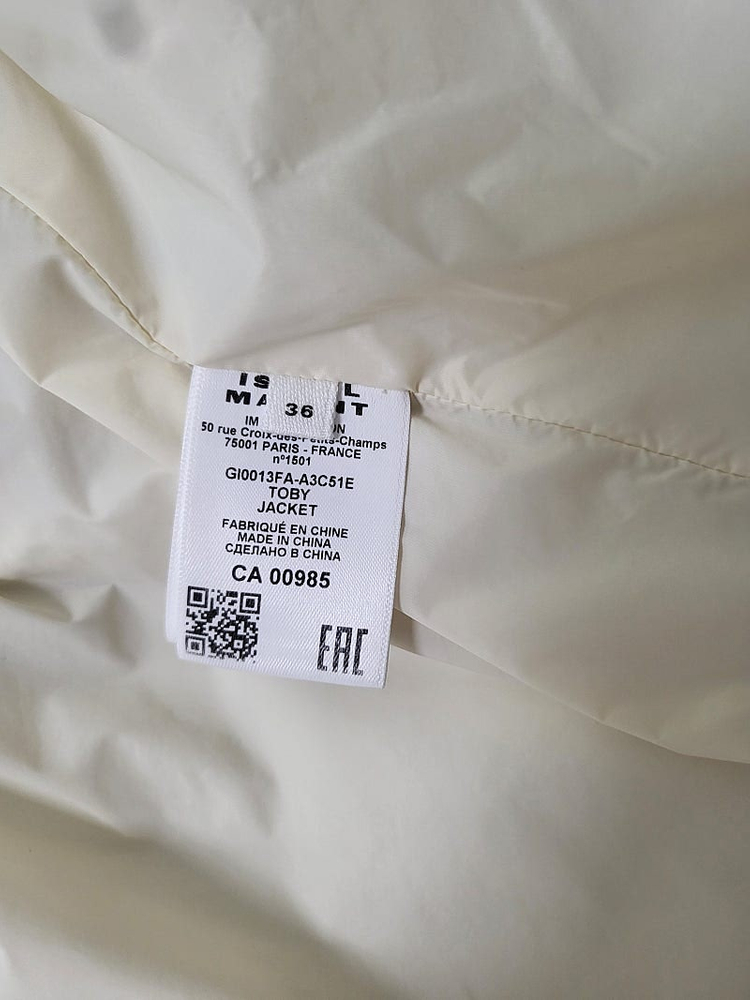 36
50 rue Croix-des-Petits-Champs
75001 PARIS - FRANCE
n°1501
GI0013FA-A3C51E
TOBY
JACKET
FABRIQUÉ EN CHINE
MADE IN CHINA
СДЕЛАНО В CHINA
CA 00985
EAC